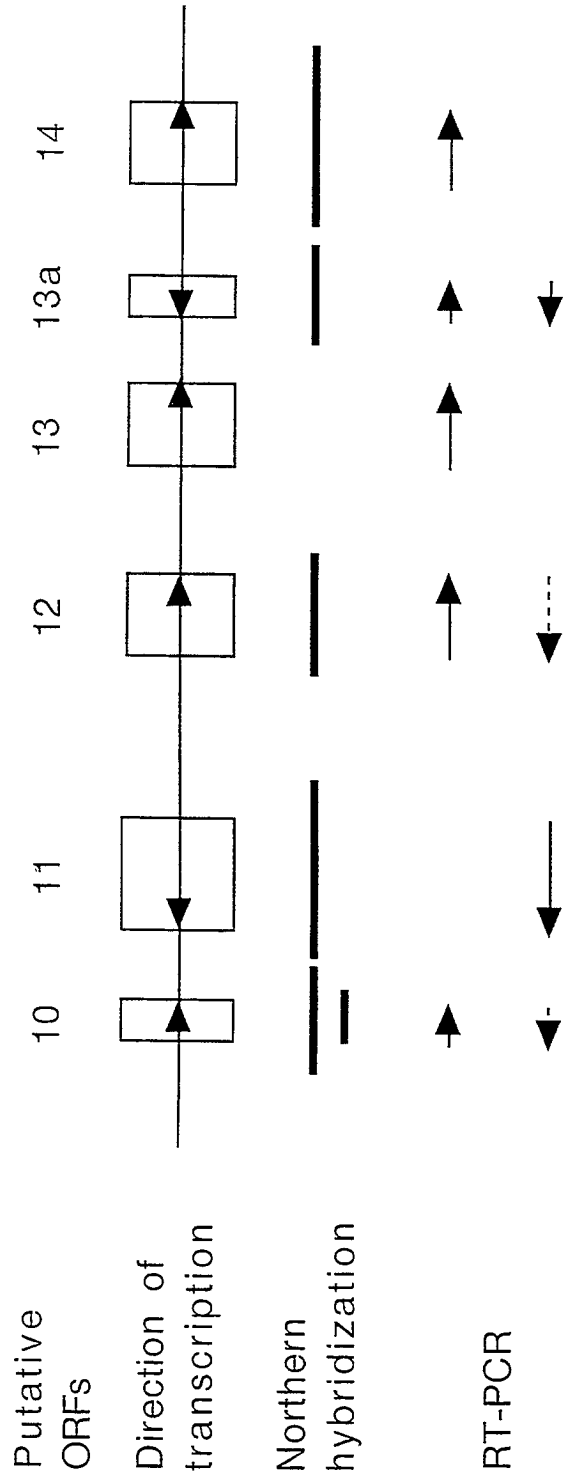 Putative
ORFs
10 11 12 13 13a 14
Direction of
transcription
Northern
hybridization
RT-PCR